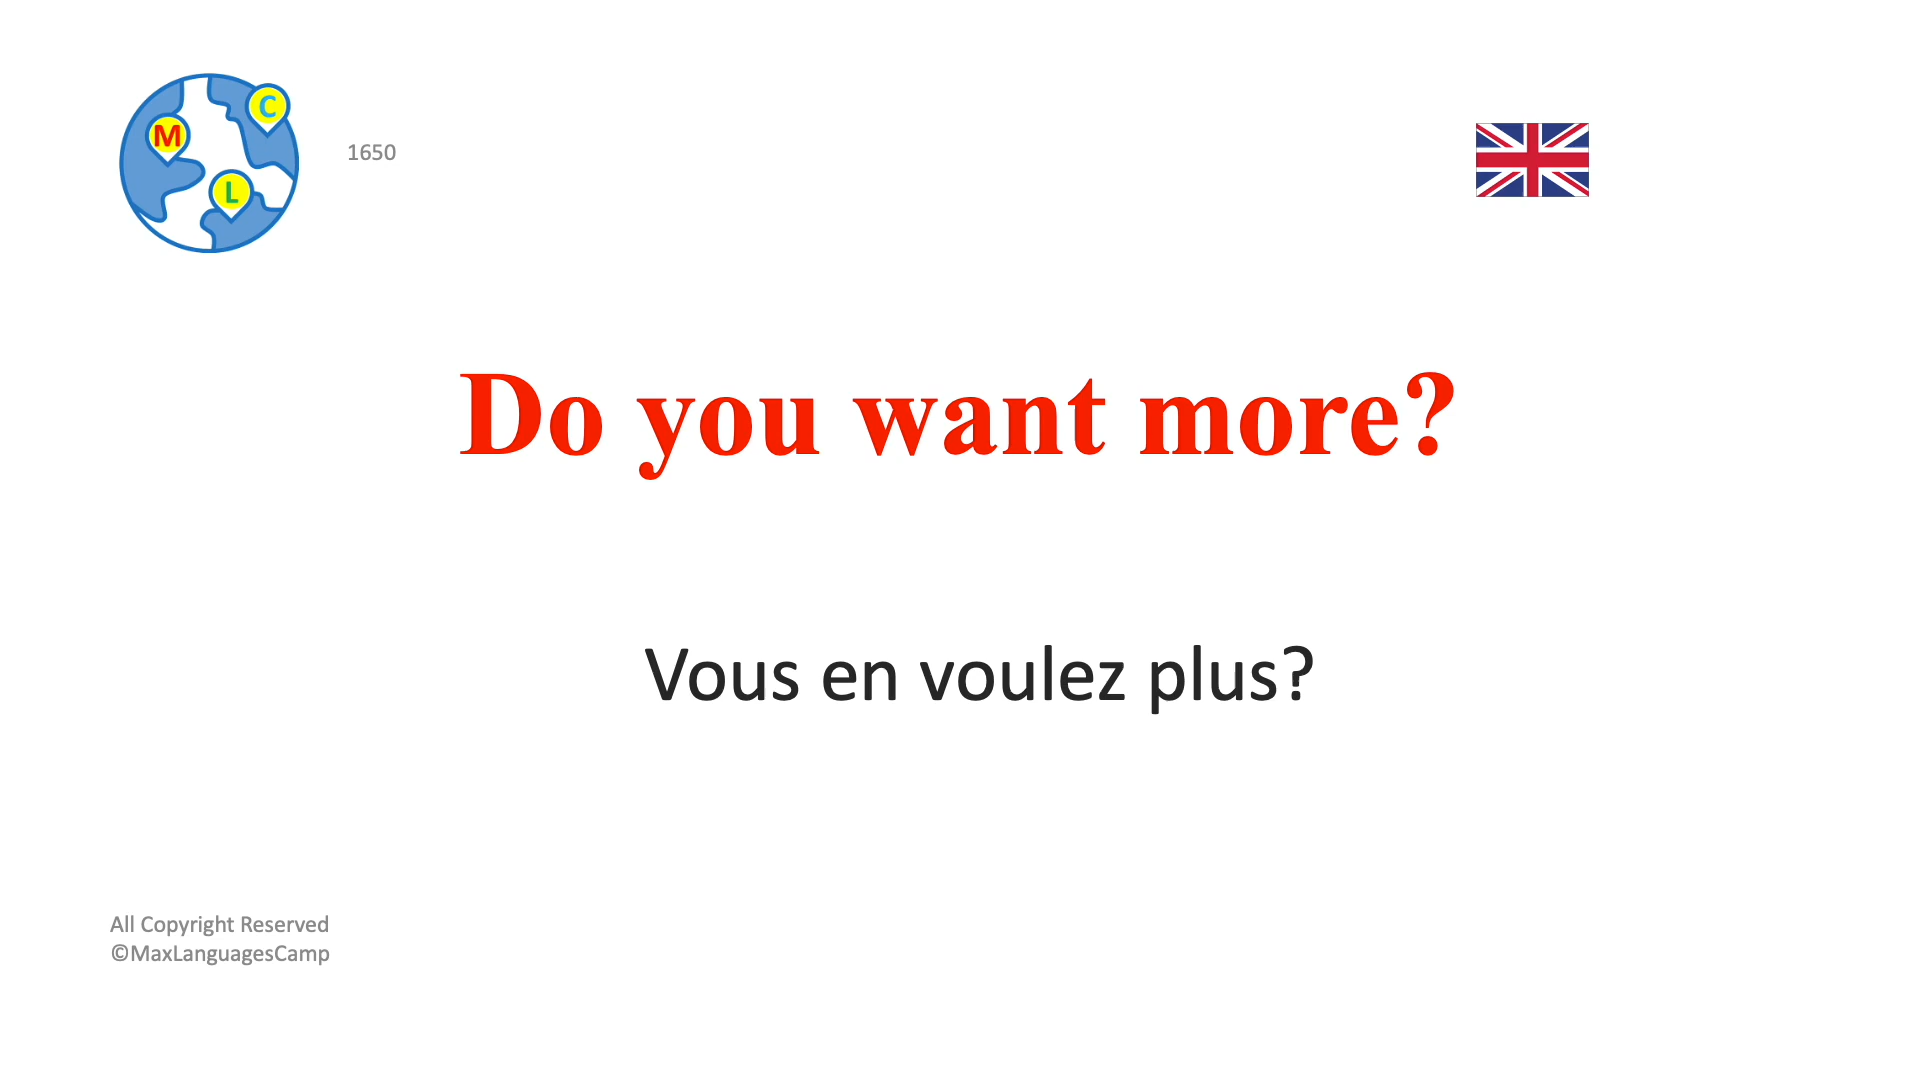 M
C
L
1650
Do you want more?
Vous en voulez plus?
All Copyright Reserved
©MaxLanguagesCamp